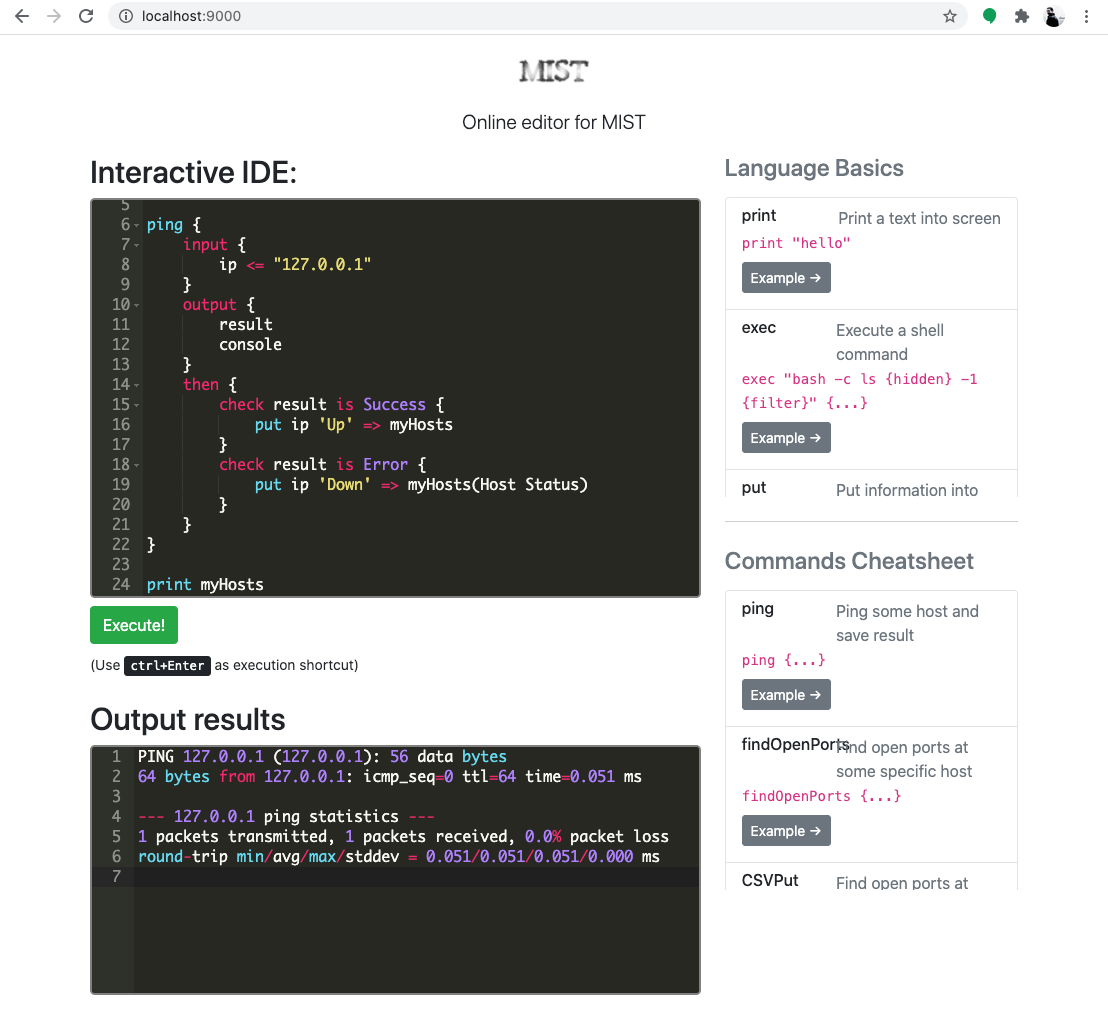 localhost:9000
MIST
Online editor for MIST
Interactive IDE:
5
6 ping {
7     input {
8         ip <= "127.0.0.1"
9     }
10     output {
11         result
12         console
13     }
14     then {
15         check result is Success {
16             put ip 'Up' => myHosts
17         }
18         check result is Error {
19             put ip 'Down' => myHosts(Host Status)
20         }
21     }
22 }
23
24 print myHosts
Execute!
(Use ctrl+Enter as execution shortcut)
Output results
1 PING 127.0.0.1 (127.0.0.1): 56 data bytes
2 64 bytes from 127.0.0.1: icmp_seq=0 ttl=64 time=0.051 ms
3
4 --- 127.0.0.1 ping statistics ---
5 1 packets transmitted, 1 packets received, 0.0% packet loss
6 round-trip min/avg/max/stddev = 0.051/0.051/0.051/0.000 ms
7
Language Basics
print Print a text into screen
print "hello"
Example →
exec Execute a shell
command
exec "bash -c ls {hidden} -1
{filter}" {...}
Example →
put Put information into
Commands Cheatsheet
ping Ping some host and
save result
ping {...}
Example →
findOpenPorts Find open ports at
some specific host
findOpenPorts {...}
Example →
CSVPut Find open ports at